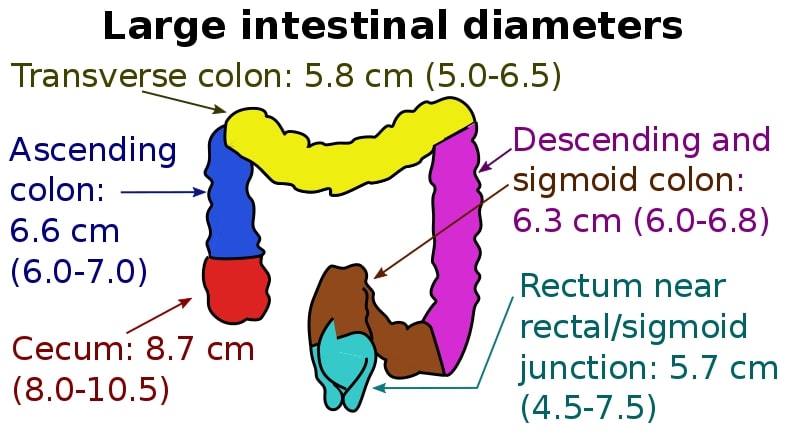 Large intestinal diameters
Transverse colon: 5.8 cm (5.0-6.5)
Ascending
colon:
6.6 cm
(6.0-7.0)
Descending and
sigmoid colon:
6.3 cm (6.0-6.8)
Cecum: 8.7 cm
(8.0-10.5)
Rectum near
rectal/sigmoid
junction: 5.7 cm
(4.5-7.5)